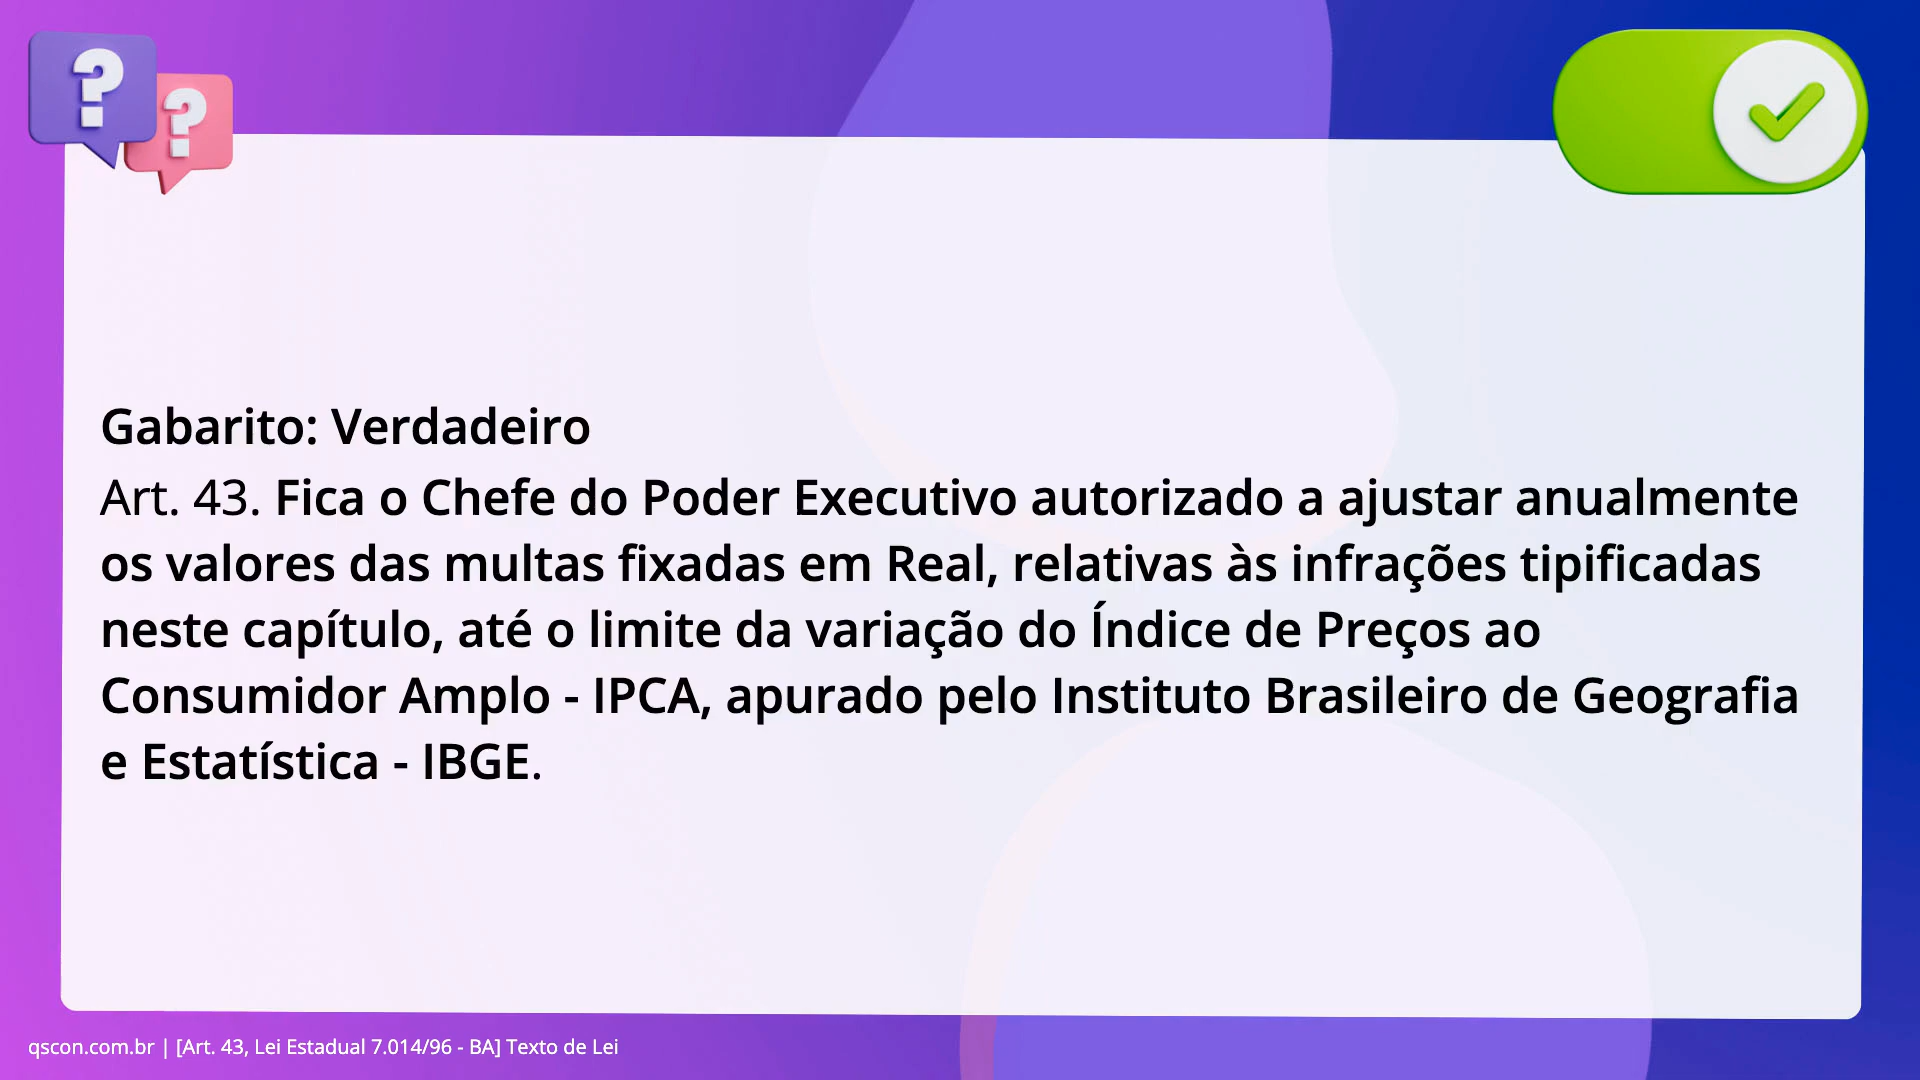 ?
?
Gabarito: Verdadeiro
Art. 43. Fica o Chefe do Poder Executivo autorizado a ajustar anualmente
os valores das multas fixadas em Real, relativas às infrações tipificadas
neste capítulo, até o limite da variação do Índice de Preços ao
Consumidor Amplo - IPCA, apurado pelo Instituto Brasileiro de Geografia
e Estatística - IBGE.
qscon.com.br | [Art. 43, Lei Estadual 7.014/96 - BA] Texto de Lei